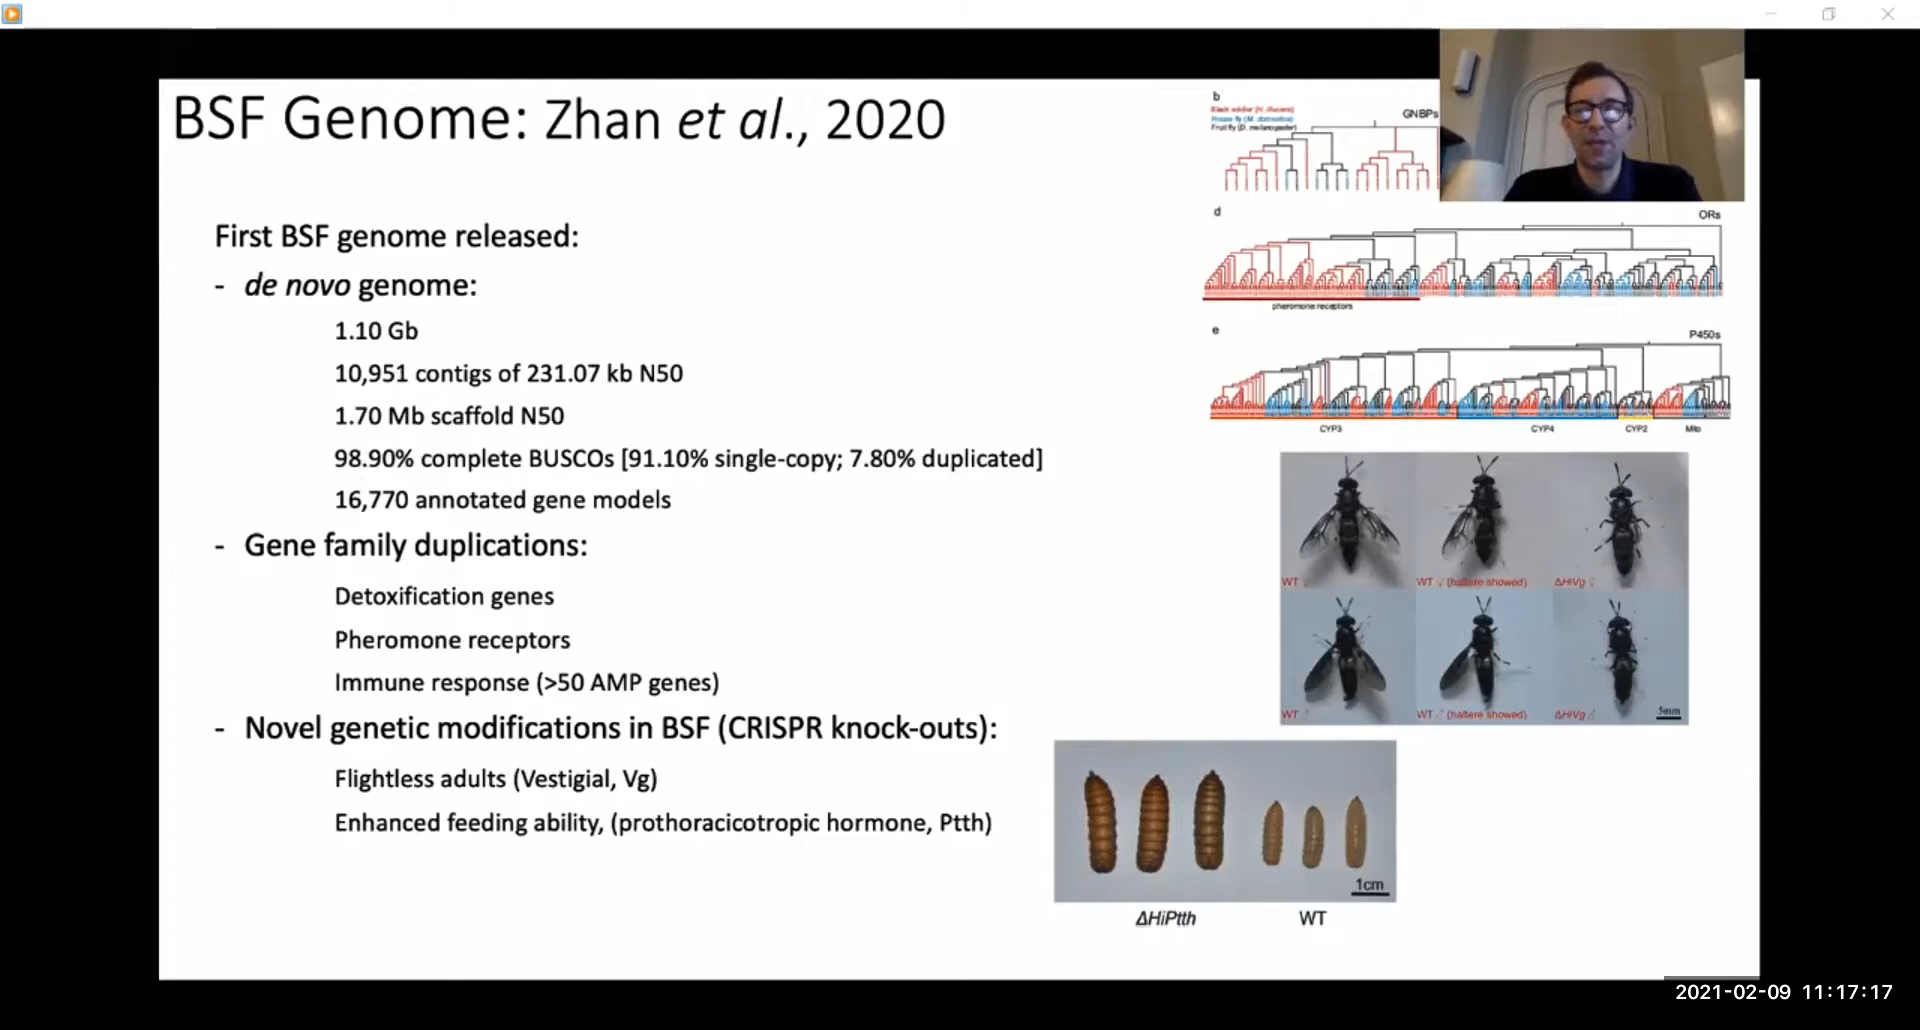 BSF Genome: Zhan et al., 2020
First BSF genome released:
- de novo genome:
1.10 Gb
10,951 contigs of 231.07 kb N50
1.70 Mb scaffold N50
98.90% complete BUSCOs [91.10% single-copy; 7.80% duplicated]
16,770 annotated gene models
- Gene family duplications:
Detoxification genes
Pheromone receptors
Immune response (>50 AMP genes)
- Novel genetic modifications in BSF (CRISPR knock-outs):
Flightless adults (Vestigial, Vg)
Enhanced feeding ability, (prothoracicotropic hormone, Ptth)
b
Black soldier (H. illucens)
House fly (M. domestica)
Fruit fly (D. melanogaster)
GNBPs
d
ORs
pheromone receptors
e
P450s
CYP3 CYP4 CYP2 Mito
WT ♀ WT ♀ (haltere showed) ΔHiVg ♀
WT ♂ WT ♂ (haltere showed) ΔHiVg ♂
5mm
1cm
ΔHiPtth WT
2021-02-09 11:17:17